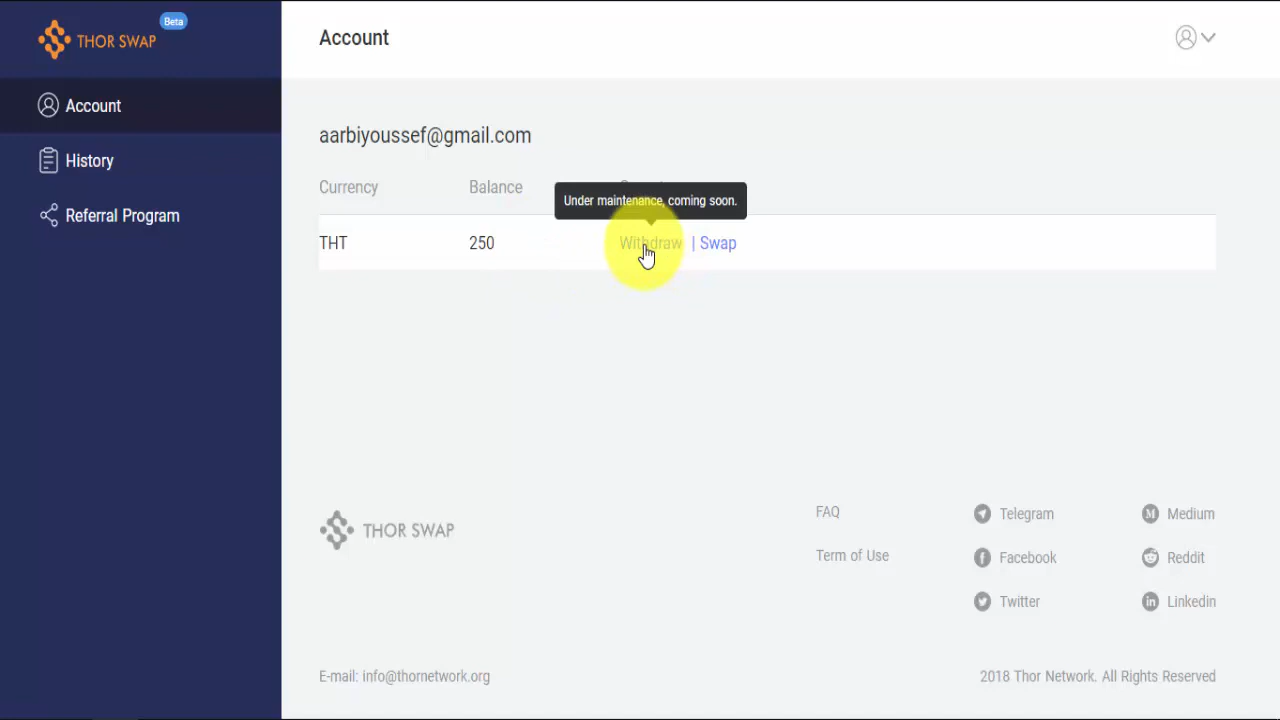 THOR SWAP
Beta
Account
History
Referral Program
Account
aarbiyoussef@gmail.com
Currency Balance
Under maintenance, coming soon.
THT 250 Withdraw | Swap
THOR SWAP
FAQ
Term of Use
Telegram
Facebook
Twitter
Medium
Reddit
Linkedin
E-mail: info@thornetwork.org
2018 Thor Network. All Rights Reserved